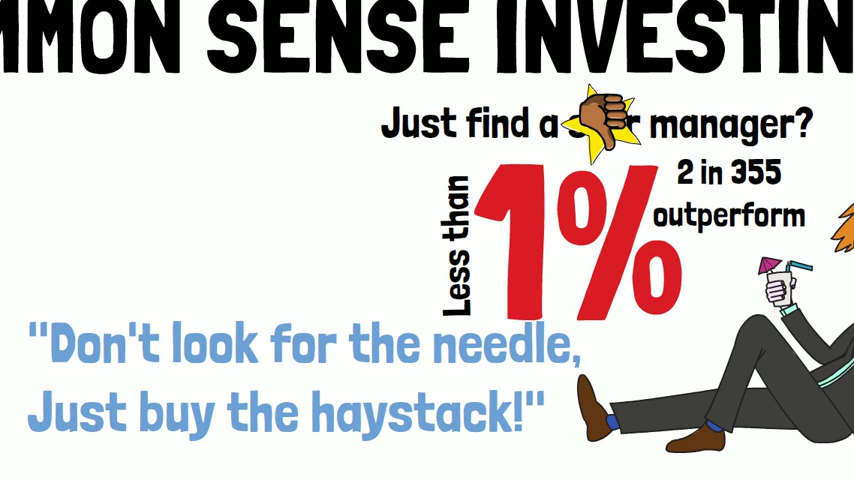 MMON SENSE INVESTIN
Just find a manager?
2 in 355
outperform
Less than
1%
"Don't look for the needle,
Just buy the haystack!"